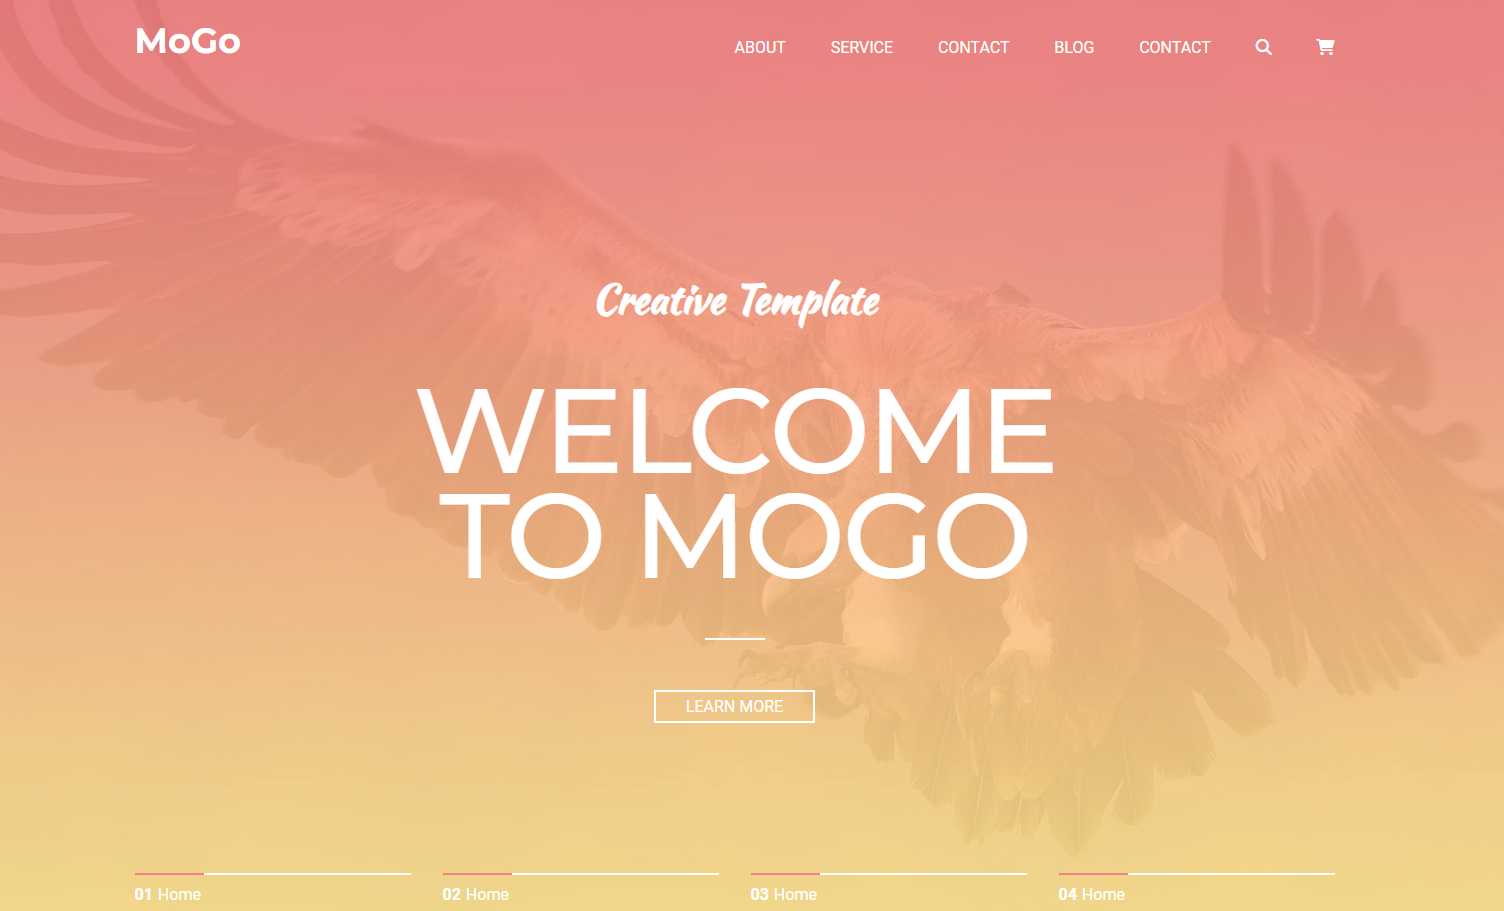 MoGo
ABOUT SERVICE CONTACT BLOG CONTACT
Creative Template
WELCOME
TO MOGO
LEARN MORE
01 Home
02 Home
03 Home
04 Home